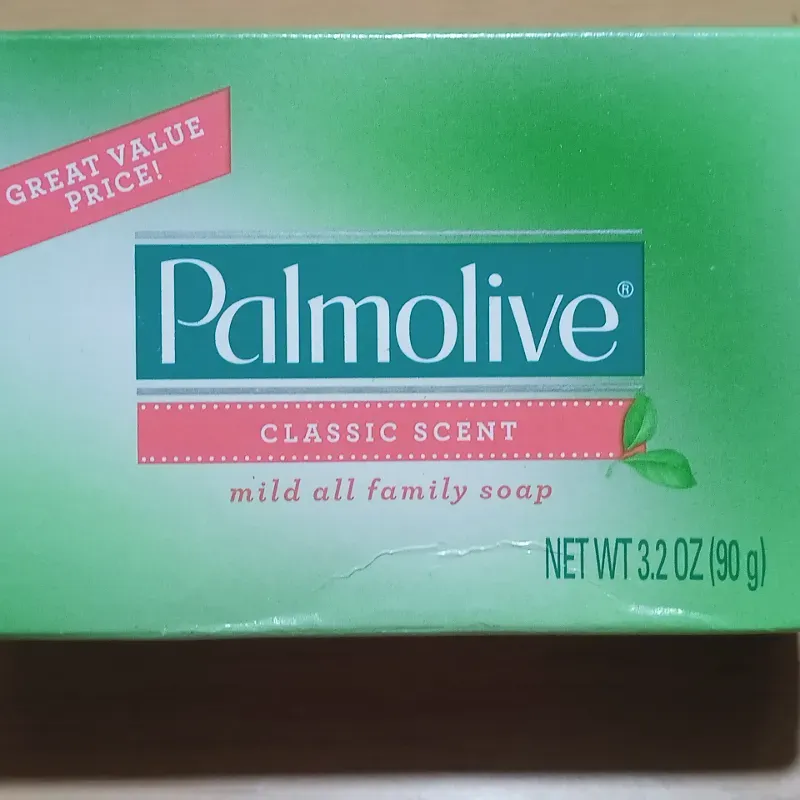 GREAT VALUE
PRICE!
Palmolive®
CLASSIC SCENT
mild all family soap
NET WT 3.2 OZ (90 g)